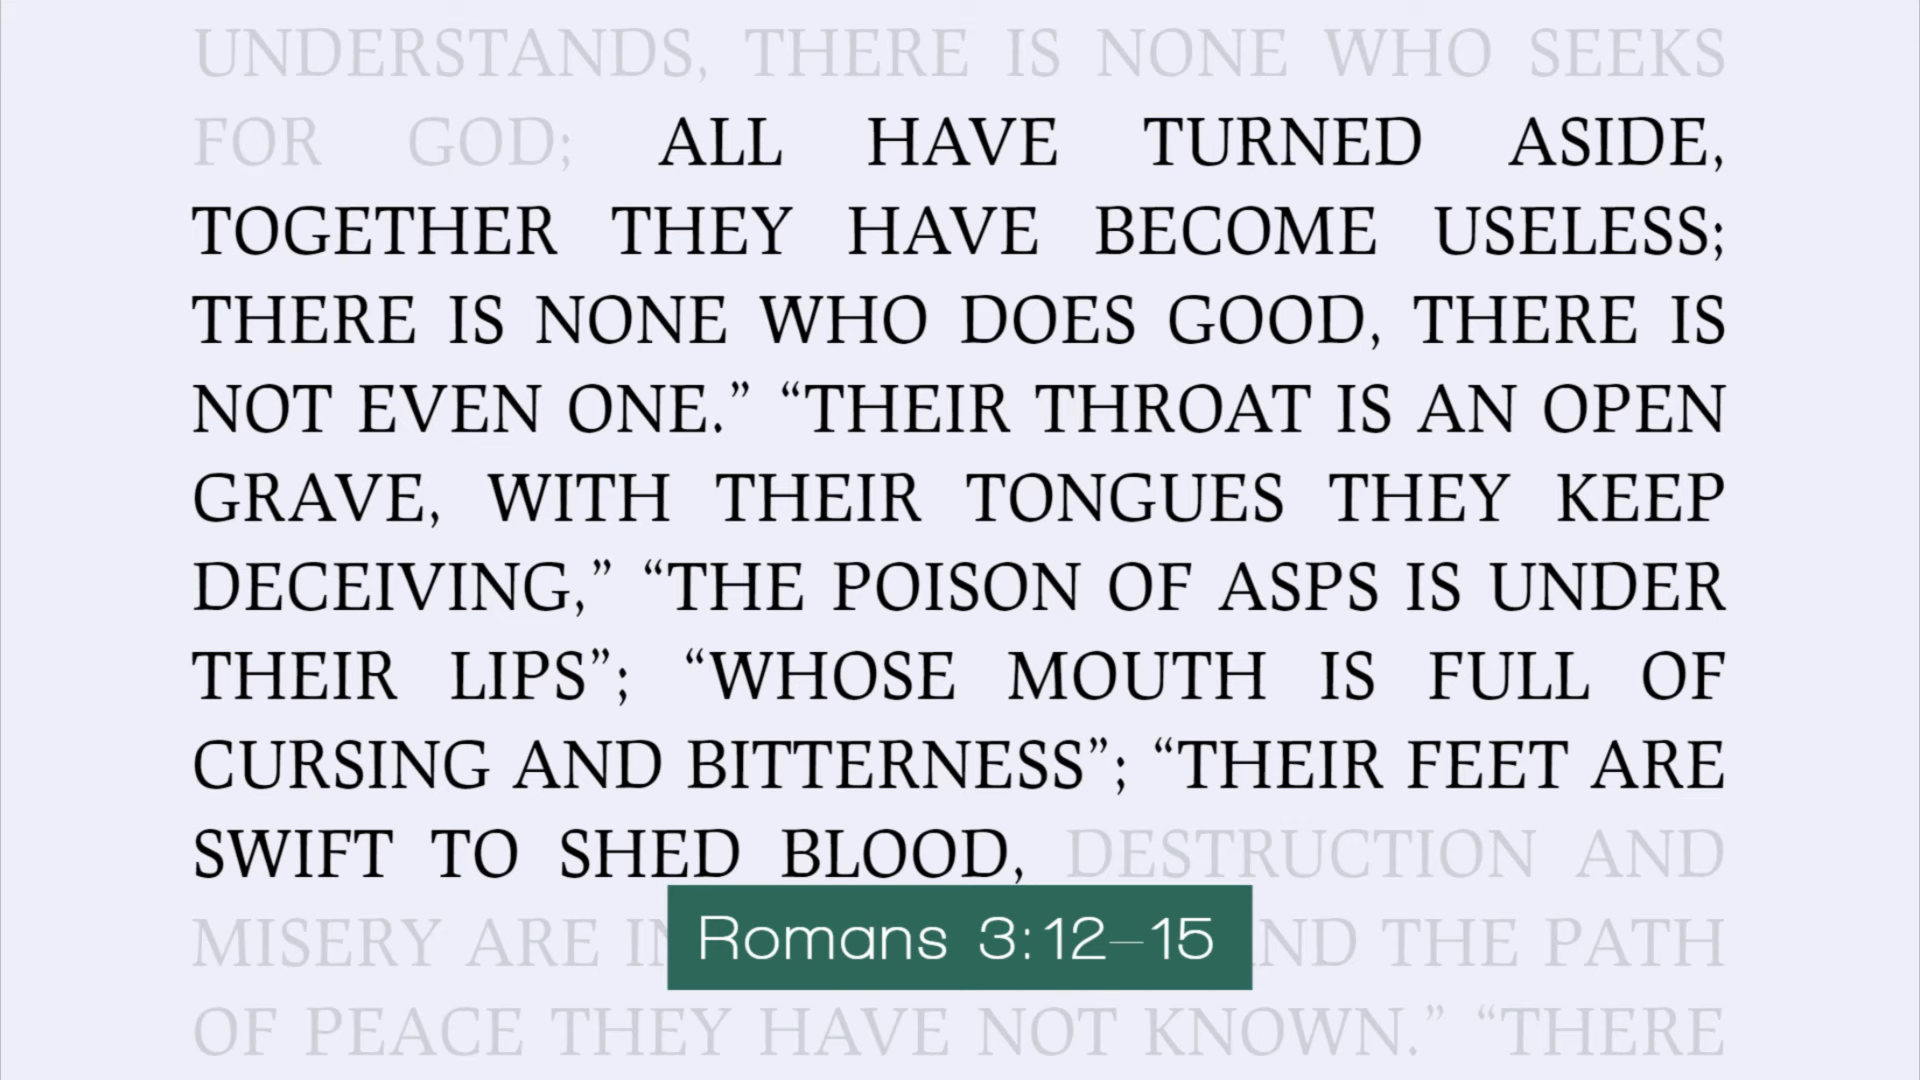 UNDERSTANDS, THERE IS NONE WHO SEEKS
FOR GOD; ALL HAVE TURNED ASIDE,
TOGETHER THEY HAVE BECOME USELESS;
THERE IS NONE WHO DOES GOOD, THERE IS
NOT EVEN ONE.” “THEIR THROAT IS AN OPEN
GRAVE, WITH THEIR TONGUES THEY KEEP
DECEIVING,” “THE POISON OF ASPS IS UNDER
THEIR LIPS”; “WHOSE MOUTH IS FULL OF
CURSING AND BITTERNESS”; “THEIR FEET ARE
SWIFT TO SHED BLOOD, DESTRUCTION AND
MISERY ARE THE PATH
Romans 3:12–15
OF PEACE THEY HAVE NOT KNOWN.” “THERE